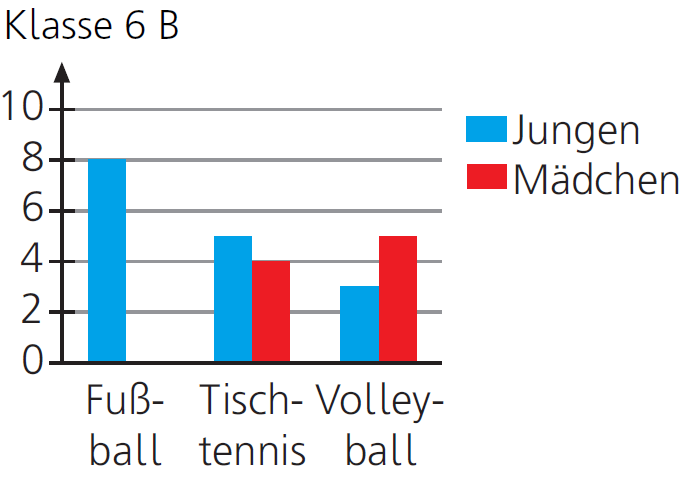 Klasse 6 B
10
8
6
4
2
0
Jungen
Mädchen
Fuß-
ball
Tisch-
tennis
Volley-
ball